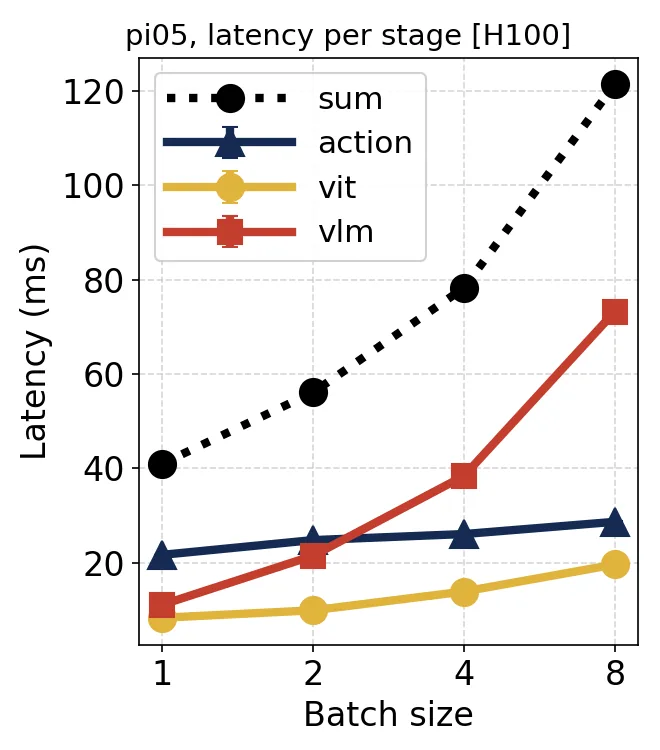 pi05, latency per stage [H100]
sum
action
vit
vlm
Latency (ms)
120
100
80
60
40
20
1 2 4 8
Batch size